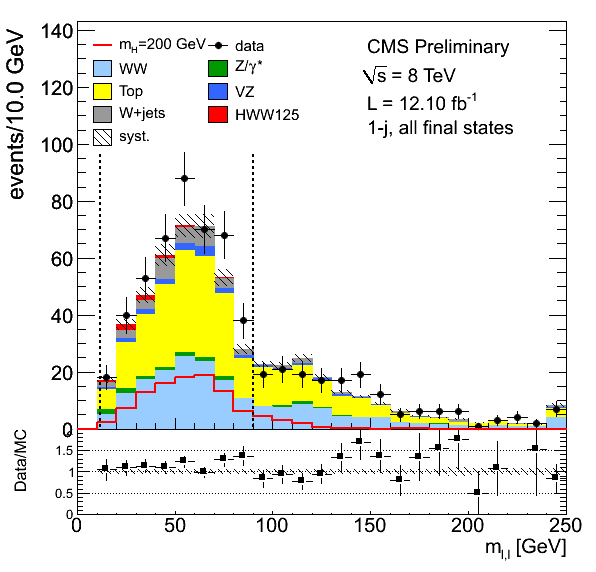 events/10.0 GeV
140
120
100
80
60
40
20
0
m_H=200 GeV
data
WW
Z/γ*
Top
VZ
W+jets
HWW125
syst.
CMS Preliminary
√s = 8 TeV
L = 12.10 fb⁻¹
1-j, all final states
Data/MC
2
1.5
1
0.5
0
0 50 100 150 200 250
m_l,l [GeV]